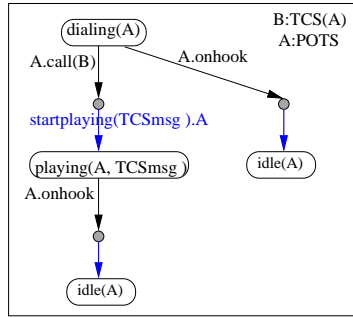 dialing(A)
B:TCS(A)
A:POTS
A.call(B)
A.onhook
startplaying(TCSmsg ).A
playing(A, TCSmsg )
idle(A)
A.onhook
idle(A)